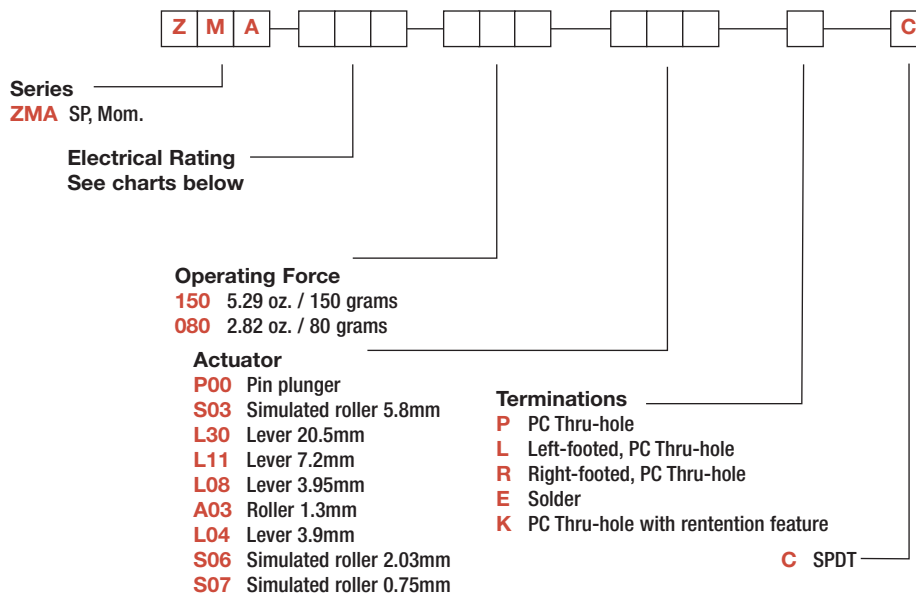 Z M A C
Series
ZMA SP, Mom.
Electrical Rating
See charts below
Operating Force
150 5.29 oz. / 150 grams
080 2.82 oz. / 80 grams
Actuator
P00 Pin plunger
S03 Simulated roller 5.8mm
L30 Lever 20.5mm
L11 Lever 7.2mm
L08 Lever 3.95mm
A03 Roller 1.3mm
L04 Lever 3.9mm
S06 Simulated roller 2.03mm
S07 Simulated roller 0.75mm
Terminations
P PC Thru-hole
L Left-footed, PC Thru-hole
R Right-footed, PC Thru-hole
E Solder
K PC Thru-hole with rentention feature
C SPDT